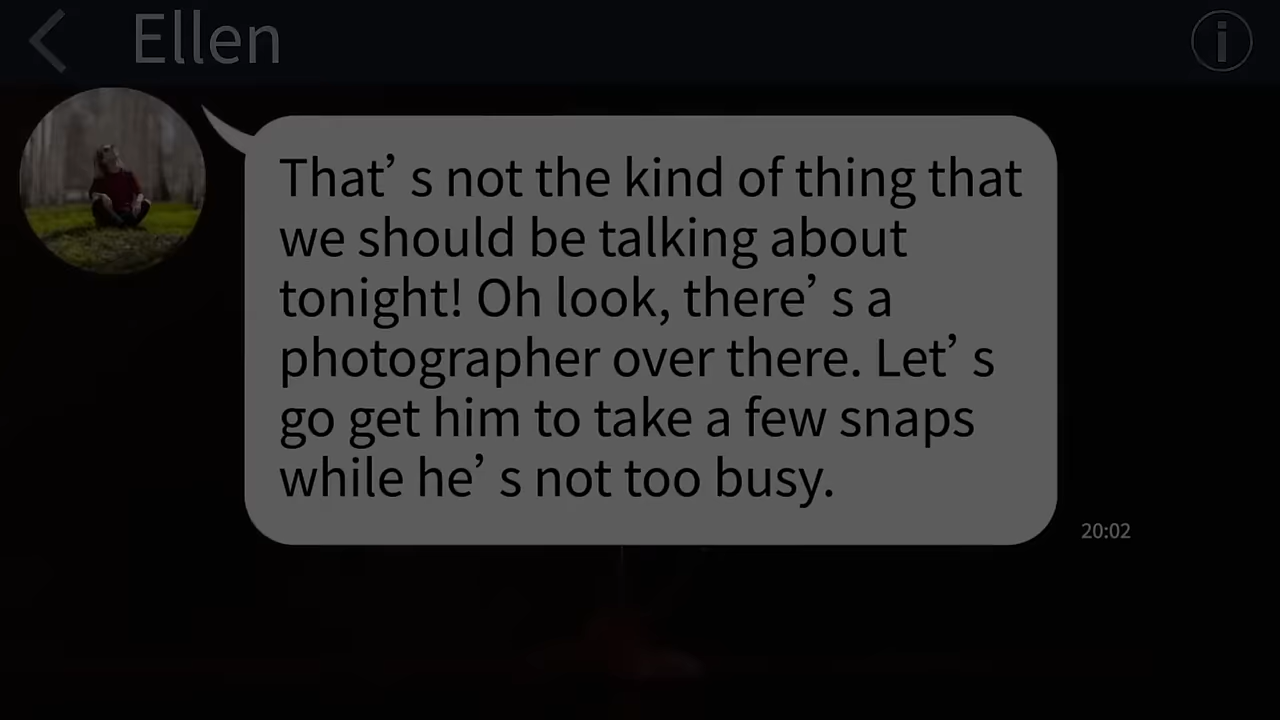 Ellen
That’s not the kind of thing that
we should be talking about
tonight! Oh look, there’s a
photographer over there. Let’s
go get him to take a few snaps
while he’s not too busy.
20:02